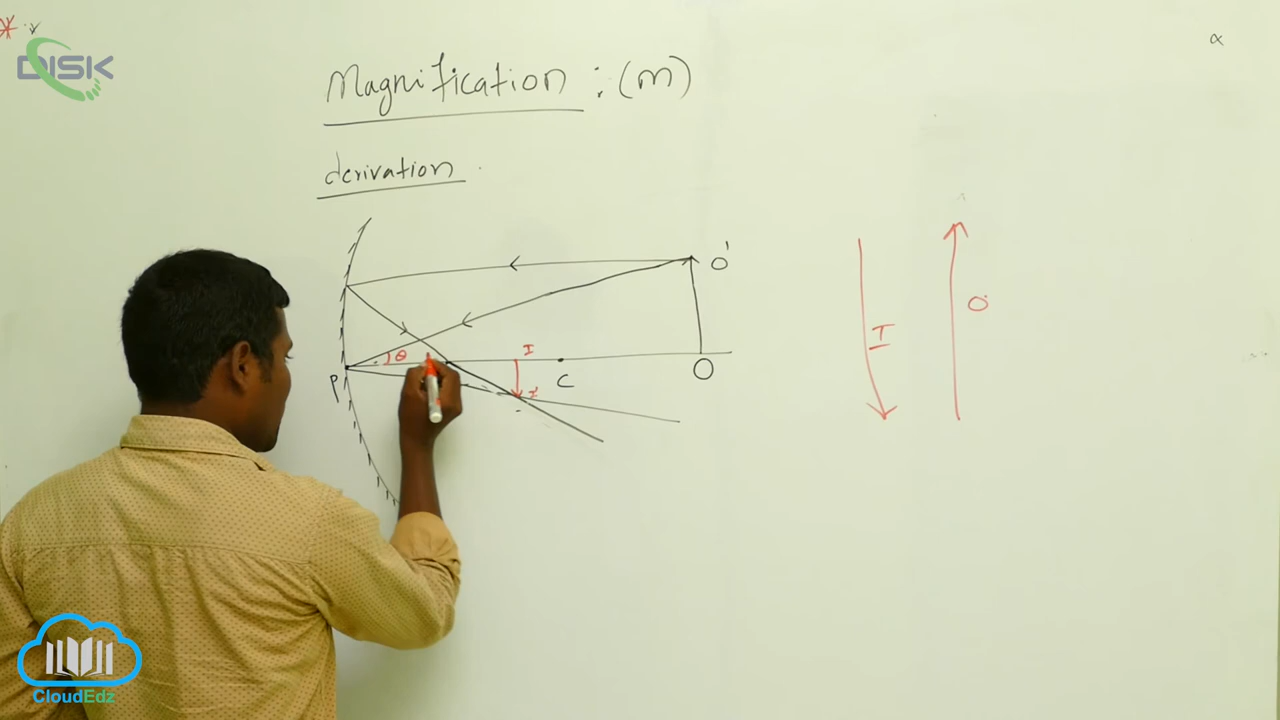 DISK
α
Magnification : (m)
derivation
O'
θ
I
I'
P
C
O
I
O
CloudEdz